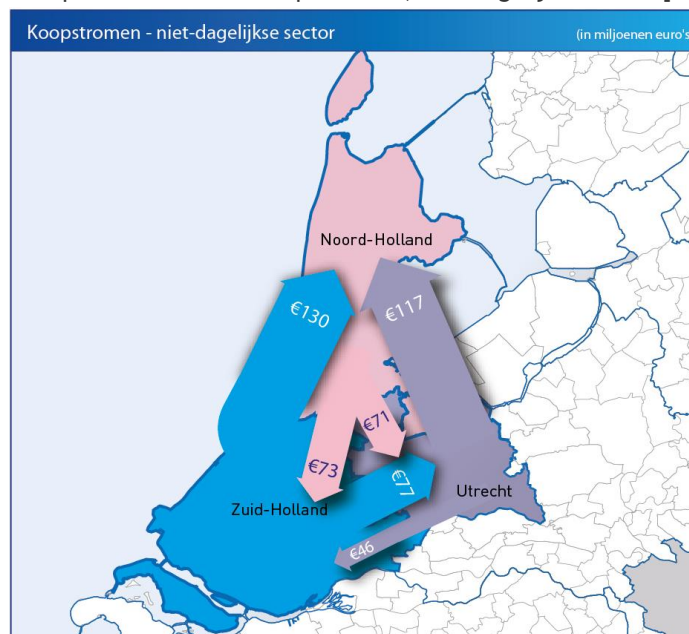 Koopstromen - niet-dagelijkse sector
(in miljoenen euro's
Noord-Holland
€130
€117
€71
€73
€77
Utrecht
Zuid-Holland
€46